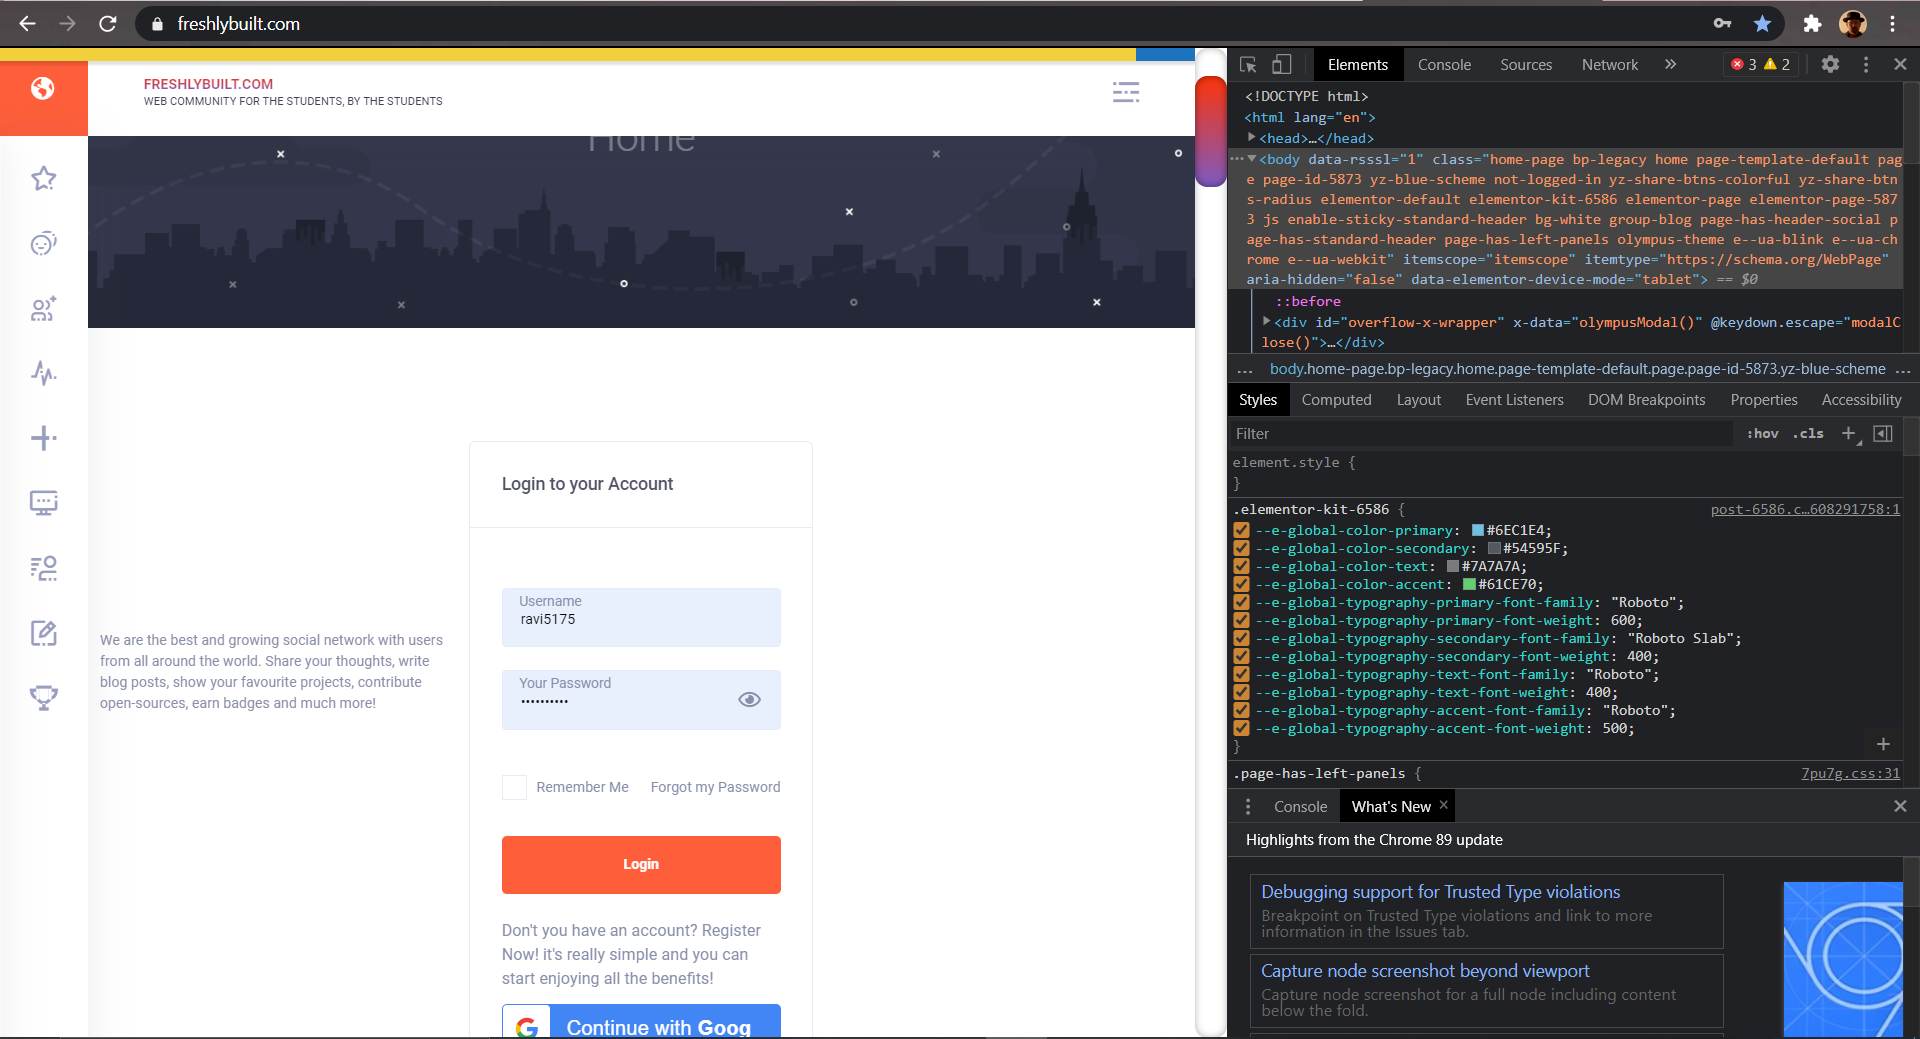 freshlybuilt.com
FRESHLYBUILT.COM
WEB COMMUNITY FOR THE STUDENTS, BY THE STUDENTS
Home
We are the best and growing social network with users
from all around the world. Share your thoughts, write
blog posts, show your favourite projects, contribute
open-sources, earn badges and much more!
Login to your Account
Username
ravi5175
Your Password
••••••••••
Remember Me Forgot my Password
Login
Don't you have an account? Register
Now! it's really simple and you can
start enjoying all the benefits!
G Continue with Goog
Elements Console Sources Network » 3 2
<!DOCTYPE html>
<html lang="en">
<head>…</head>
<body data-rsssl="1" class="home-page bp-legacy home page-template-default pag
e page-id-5873 yz-blue-scheme not-logged-in yz-share-btns-colorful yz-share-btn
s-radius elementor-default elementor-kit-6586 elementor-page elementor-page-587
3 js enable-sticky-standard-header bg-white group-blog page-has-header-social p
age-has-standard-header page-has-left-panels olympus-theme e--ua-blink e--ua-ch
rome e--ua-webkit" itemscope="itemscope" itemtype="https://schema.org/WebPage"
aria-hidden="false" data-elementor-device-mode="tablet"> == $0
::before
<div id="overflow-x-wrapper" x-data="olympusModal()" @keydown.escape="modalC
lose()">…</div>
... body.home-page.bp-legacy.home.page-template-default.page.page-id-5873.yz-blue-scheme ...
Styles Computed Layout Event Listeners DOM Breakpoints Properties Accessibility
Filter :hov .cls +
element.style {
}
.elementor-kit-6586 { post-6586.c…608291758:1
--e-global-color-primary: #6EC1E4;
--e-global-color-secondary: #54595F;
--e-global-color-text: #7A7A7A;
--e-global-color-accent: #61CE70;
--e-global-typography-primary-font-family: "Roboto";
--e-global-typography-primary-font-weight: 600;
--e-global-typography-secondary-font-family: "Roboto Slab";
--e-global-typography-secondary-font-weight: 400;
--e-global-typography-text-font-family: "Roboto";
--e-global-typography-text-font-weight: 400;
--e-global-typography-accent-font-family: "Roboto";
--e-global-typography-accent-font-weight: 500;
}
.page-has-left-panels { 7pu7g.css:31
Console What's New ×
Highlights from the Chrome 89 update
Debugging support for Trusted Type violations
Breakpoint on Trusted Type violations and link to more
information in the Issues tab.
Capture node screenshot beyond viewport
Capture node screenshot for a full node including content
below the fold.